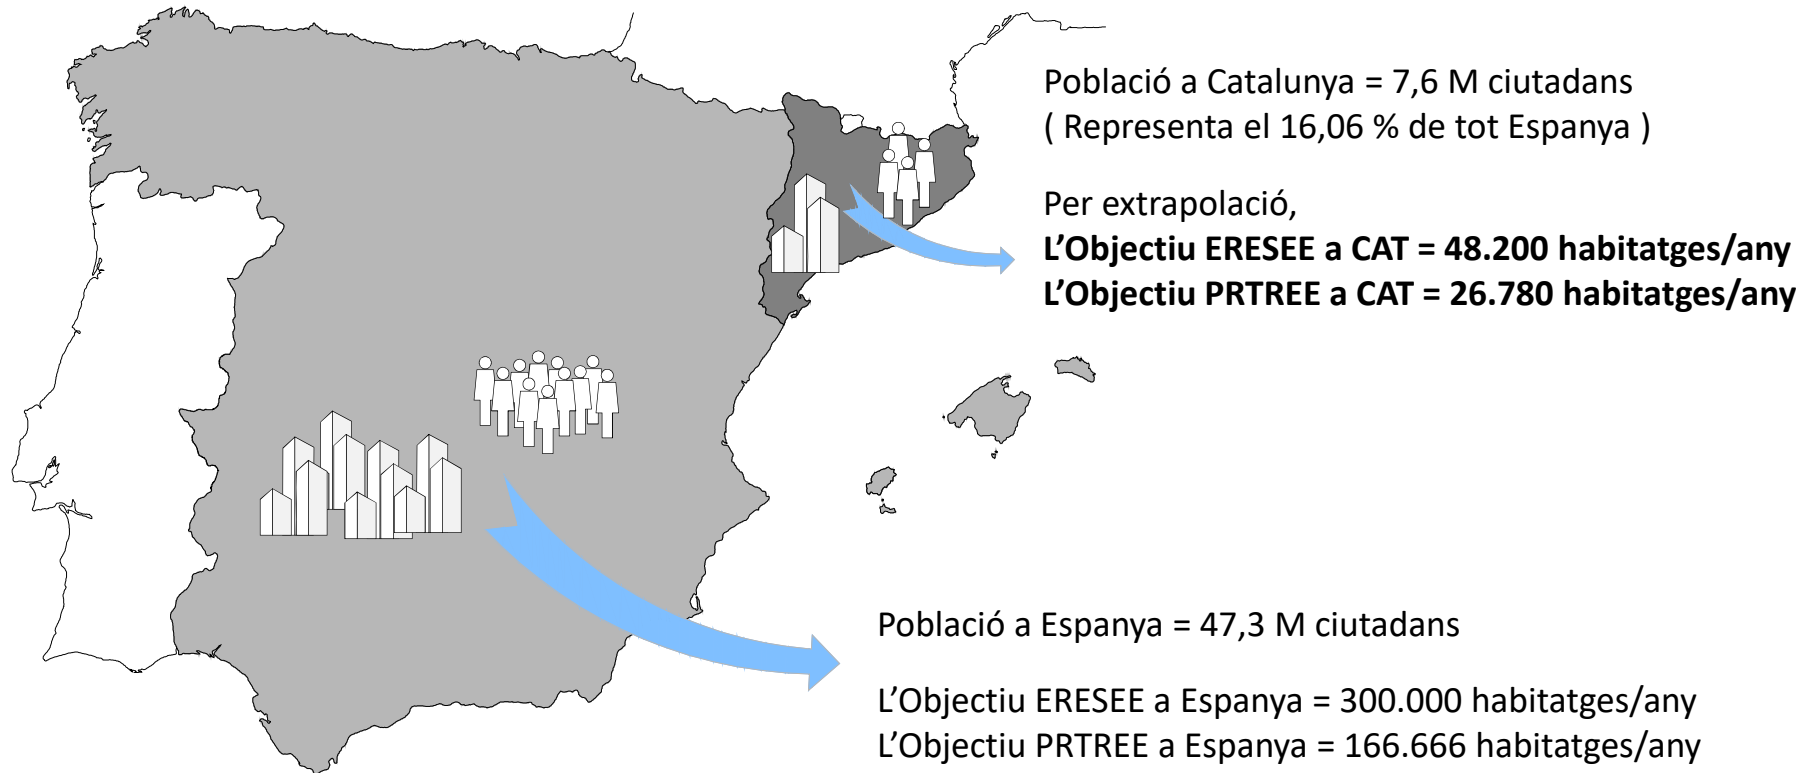 Població a Catalunya = 7,6 M ciutadans
( Representa el 16,06 % de tot Espanya )
Per extrapolació,
L’Objectiu ERESEE a CAT = 48.200 habitatges/any
L’Objectiu PRTREE a CAT = 26.780 habitatges/any
Població a Espanya = 47,3 M ciutadans
L’Objectiu ERESEE a Espanya = 300.000 habitatges/any
L’Objectiu PRTREE a Espanya = 166.666 habitatges/any